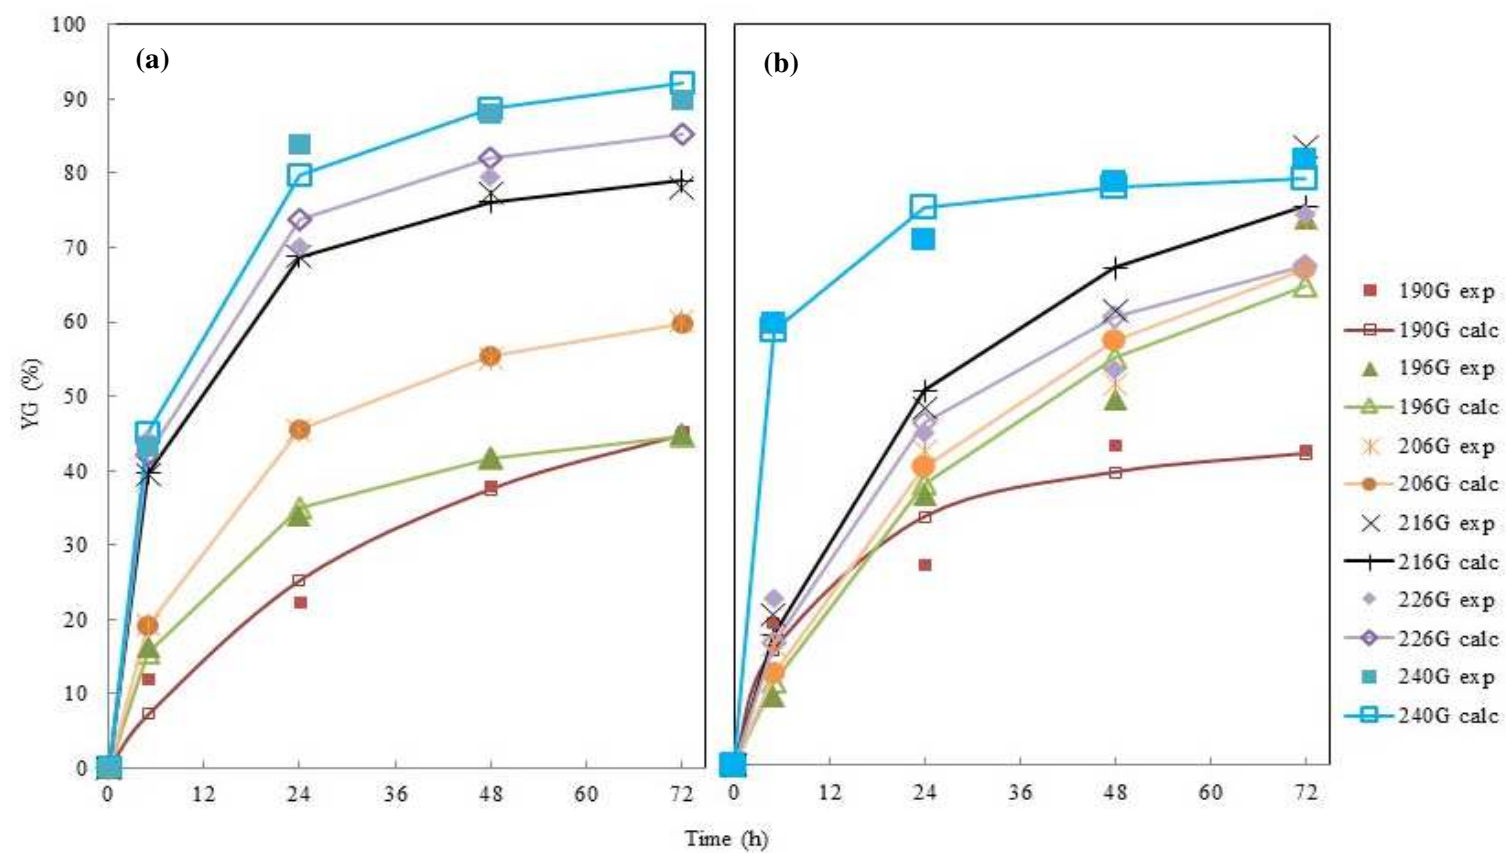 100
90
80
70
60
50
40
30
20
10
0
YG (%)
(a)
(b)
0 12 24 36 48 60 72
0 12 24 36 48 60 72
Time (h)
190G exp
190G calc
196G exp
196G calc
206G exp
206G calc
216G exp
216G calc
226G exp
226G calc
240G exp
240G calc